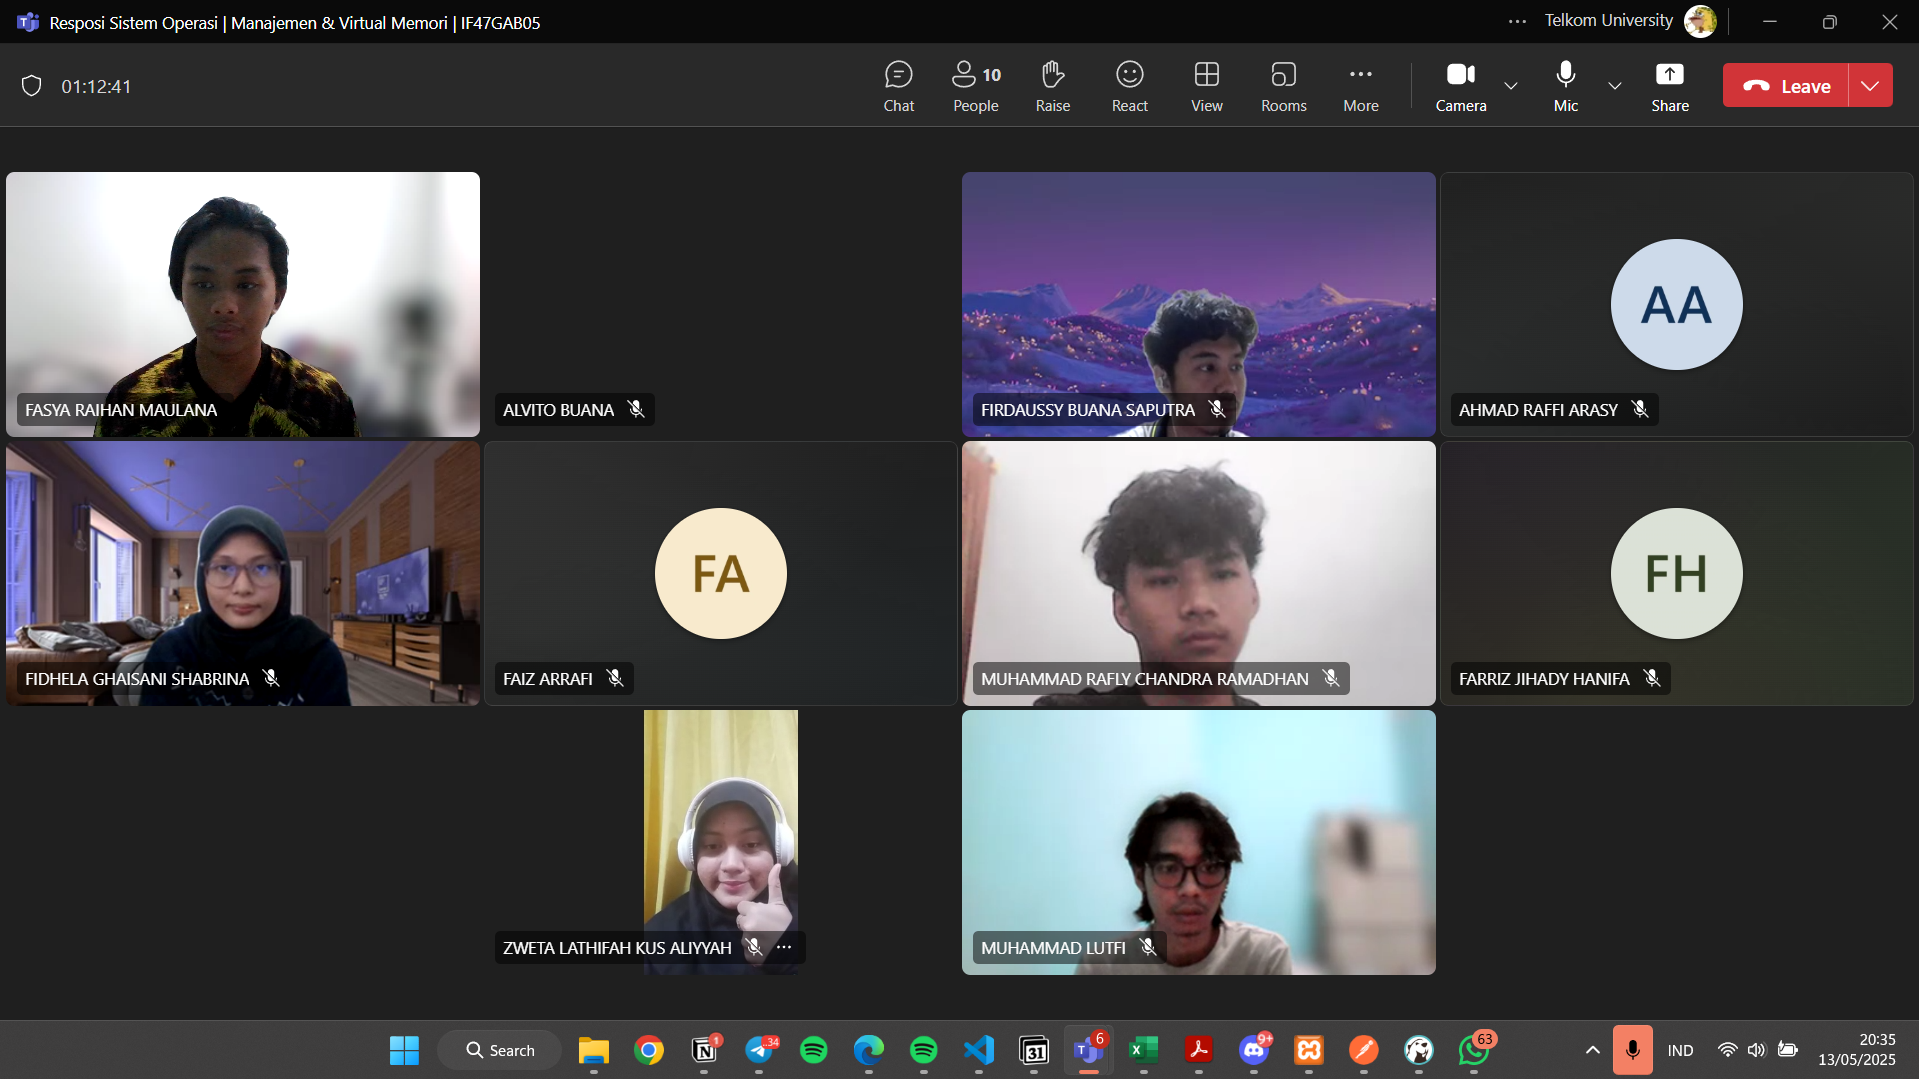 Resposi Sistem Operasi | Manajemen & Virtual Memori | IF47GAB05
Telkom University
01:12:41
10
Chat
People
Raise
React
View
Rooms
More
Camera
Mic
Share
Leave
FASYA RAIHAN MAULANA
ALVITO BUANA
FIRDAUSSY BUANA SAPUTRA
AA
AHMAD RAFFI ARASY
FIDHELA GHAISANI SHABRINA
FA
FAIZ ARRAFI
MUHAMMAD RAFLY CHANDRA RAMADHAN
FH
FARRIZ JIHADY HANIFA
ZWETA LATHIFAH KUS ALIYYAH
MUHAMMAD LUTFI
Search
1
..34
31
6
9+
63
IND
20:35
13/05/2025